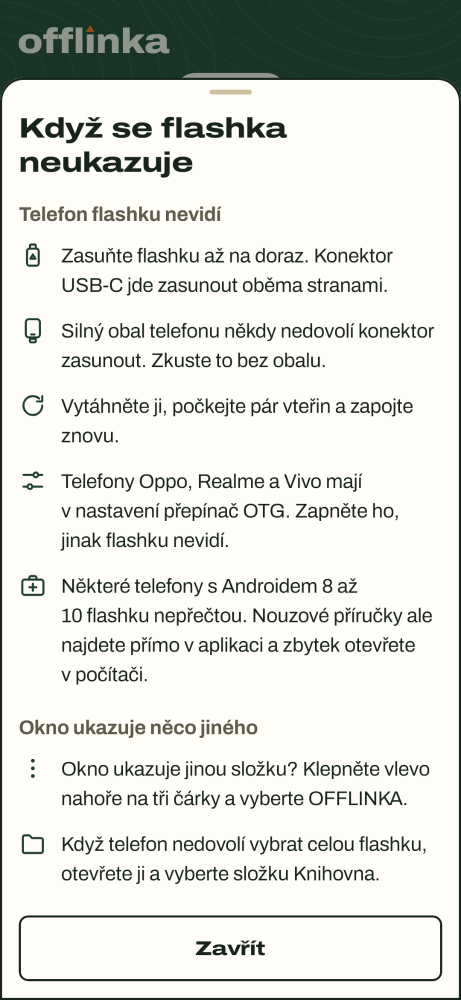 offlinka
Když se flashka
neukazuje
Telefon flashku nevidí
Zasuňte flashku až na doraz. Konektor
USB-C jde zasunout oběma stranami.
Silný obal telefonu někdy nedovolí konektor
zasunout. Zkuste to bez obalu.
Vytáhněte ji, počkejte pár vteřin a zapojte
znovu.
Telefony Oppo, Realme a Vivo mají
v nastavení přepínač OTG. Zapněte ho,
jinak flashku nevidí.
Některé telefony s Androidem 8 až
10 flashku nepřečtou. Nouzové příručky ale
najdete přímo v aplikaci a zbytek otevřete
v počítači.
Okno ukazuje něco jiného
Okno ukazuje jinou složku? Klepněte vlevo
nahoře na tři čárky a vyberte OFFLINKA.
Když telefon nedovolí vybrat celou flashku,
otevřete ji a vyberte složku Knihovna.
Zavřít